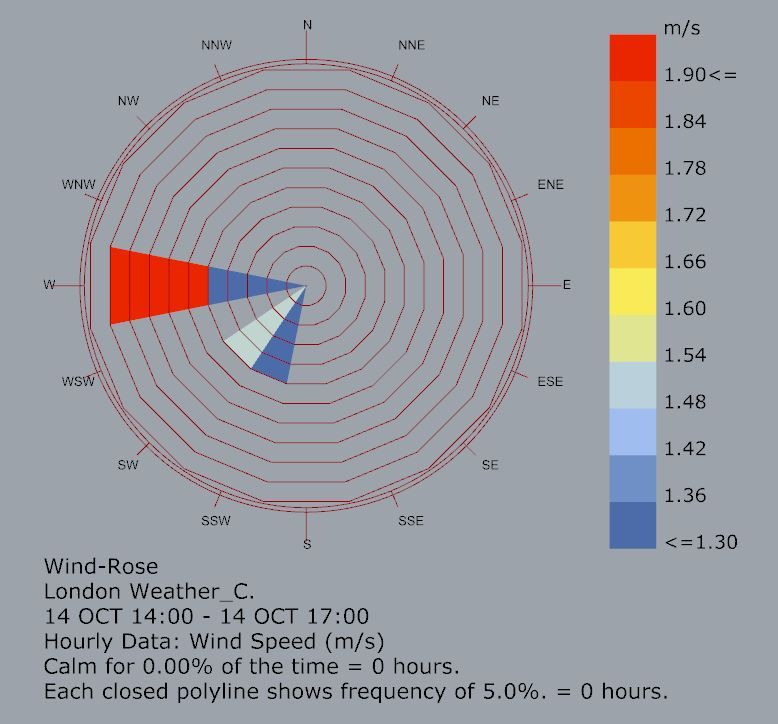 N
NNW
NNE
NW
NE
WNW
ENE
W
E
WSW
ESE
SW
SE
SSW
SSE
S
m/s
1.90<=
1.84
1.78
1.72
1.66
1.60
1.54
1.48
1.42
1.36
<=1.30
Wind-Rose
London Weather_C.
14 OCT 14:00 - 14 OCT 17:00
Hourly Data: Wind Speed (m/s)
Calm for 0.00% of the time = 0 hours.
Each closed polyline shows frequency of 5.0%. = 0 hours.